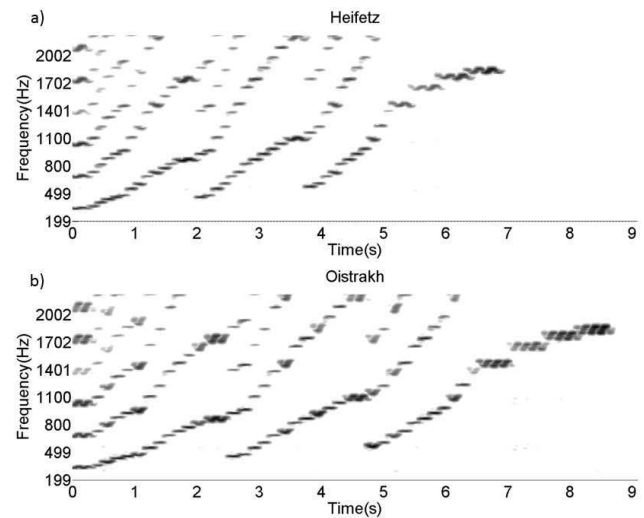 a) Heifetz
2002
1702
1401
1100
800
499
199
Frequency(Hz)
0 1 2 3 4 5 6 7 8 9
Time(s)
b) Oistrakh
2002
1702
1401
1100
800
499
199
Frequency(Hz)
0 1 2 3 4 5 6 7 8 9
Time(s)